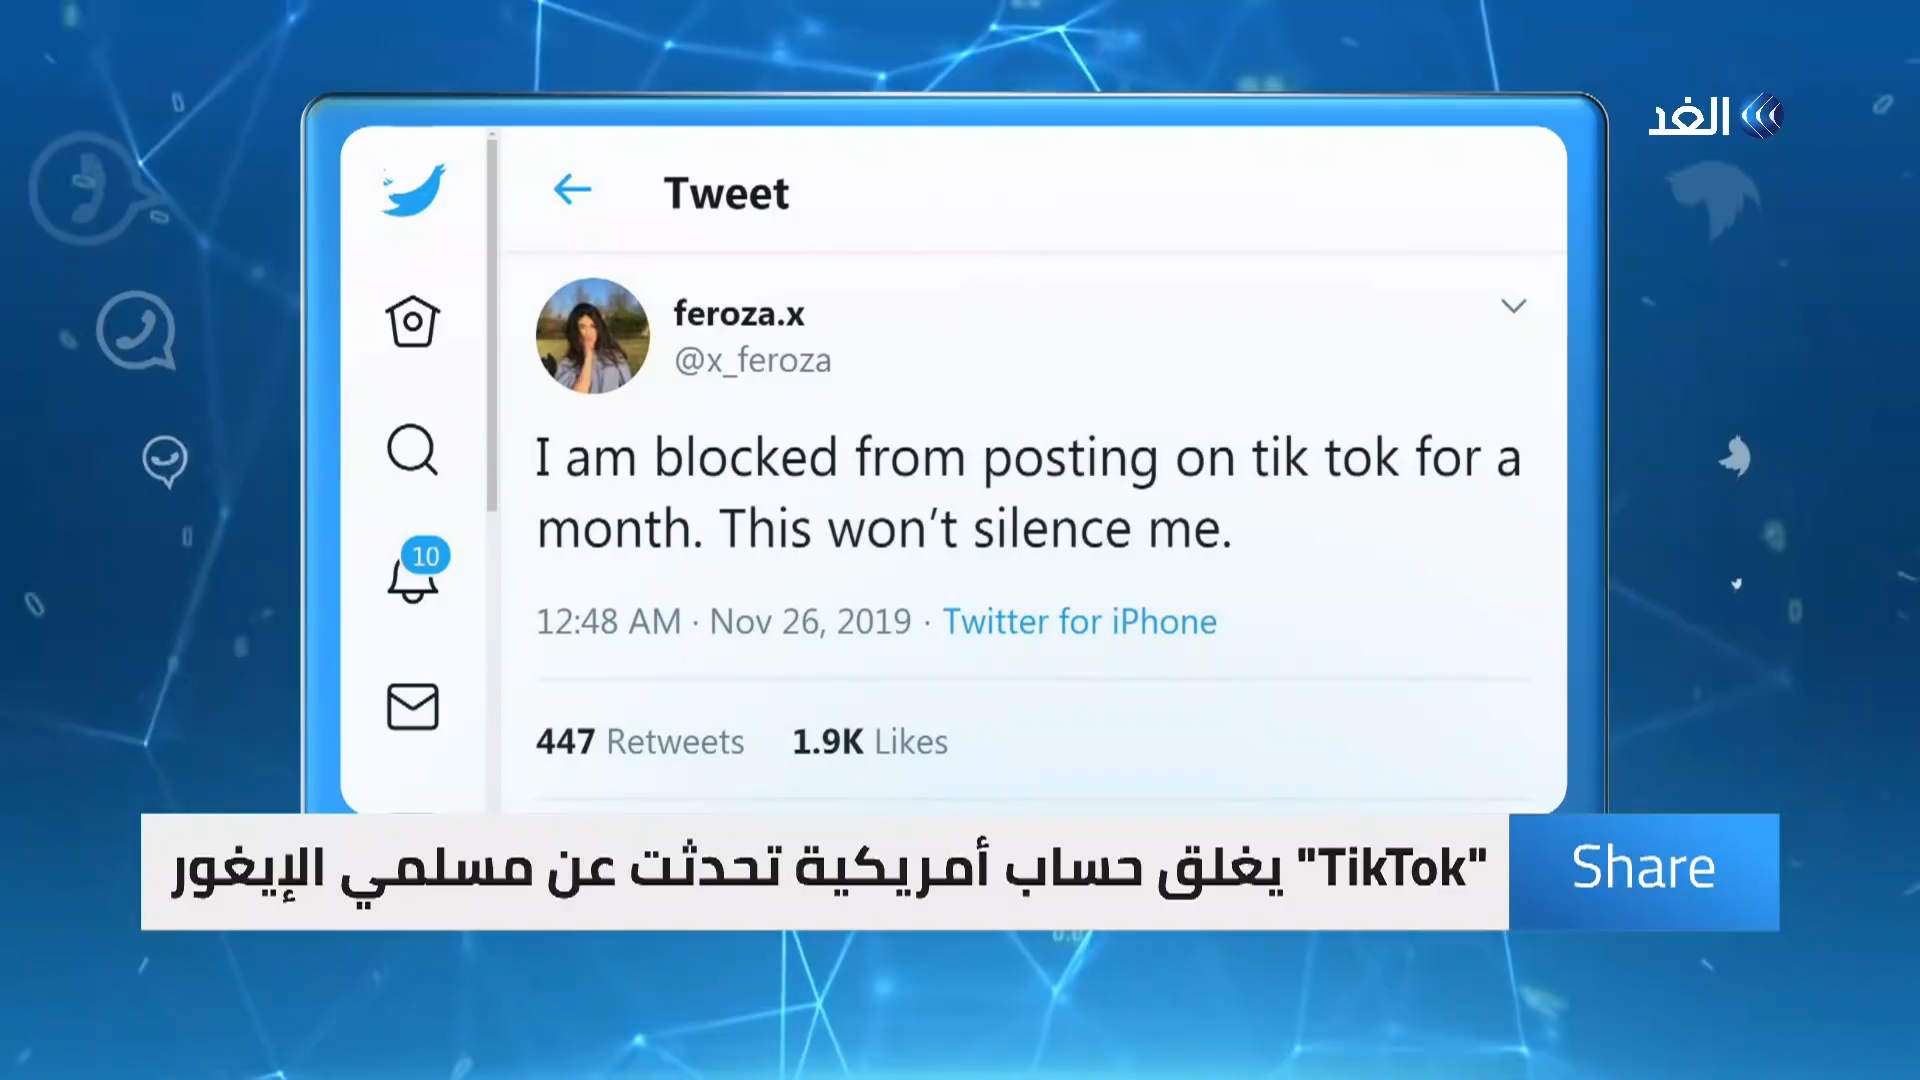 الغد
Tweet
feroza.x
@x_feroza
I am blocked from posting on tik tok for a
month. This won’t silence me.
12:48 AM · Nov 26, 2019 · Twitter for iPhone
447 Retweets 1.9K Likes
10
"TikTok" يغلق حساب أمريكية تحدثت عن مسلمي الإيغور
Share